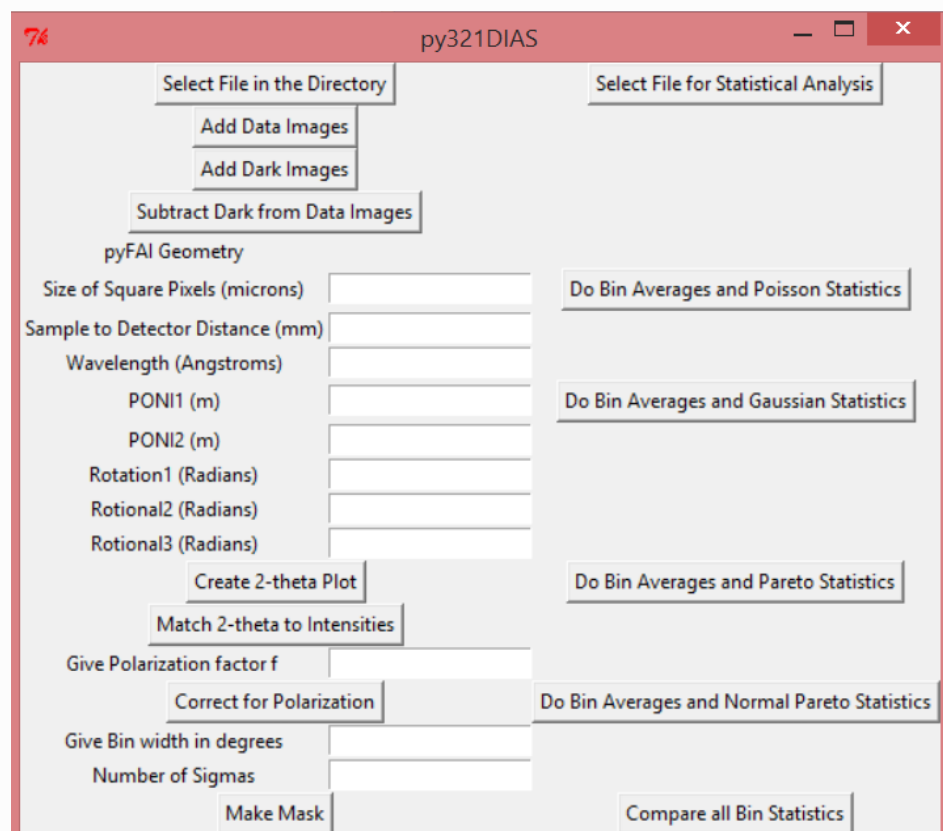 py321DIAS
Select File in the Directory
Select File for Statistical Analysis
Add Data Images
Add Dark Images
Subtract Dark from Data Images
pyFAI Geometry
Size of Square Pixels (microns)
Do Bin Averages and Poisson Statistics
Sample to Detector Distance (mm)
Wavelength (Angstroms)
PONI1 (m)
Do Bin Averages and Gaussian Statistics
PONI2 (m)
Rotation1 (Radians)
Rotional2 (Radians)
Rotional3 (Radians)
Create 2-theta Plot
Do Bin Averages and Pareto Statistics
Match 2-theta to Intensities
Give Polarization factor f
Correct for Polarization
Do Bin Averages and Normal Pareto Statistics
Give Bin width in degrees
Number of Sigmas
Make Mask
Compare all Bin Statistics